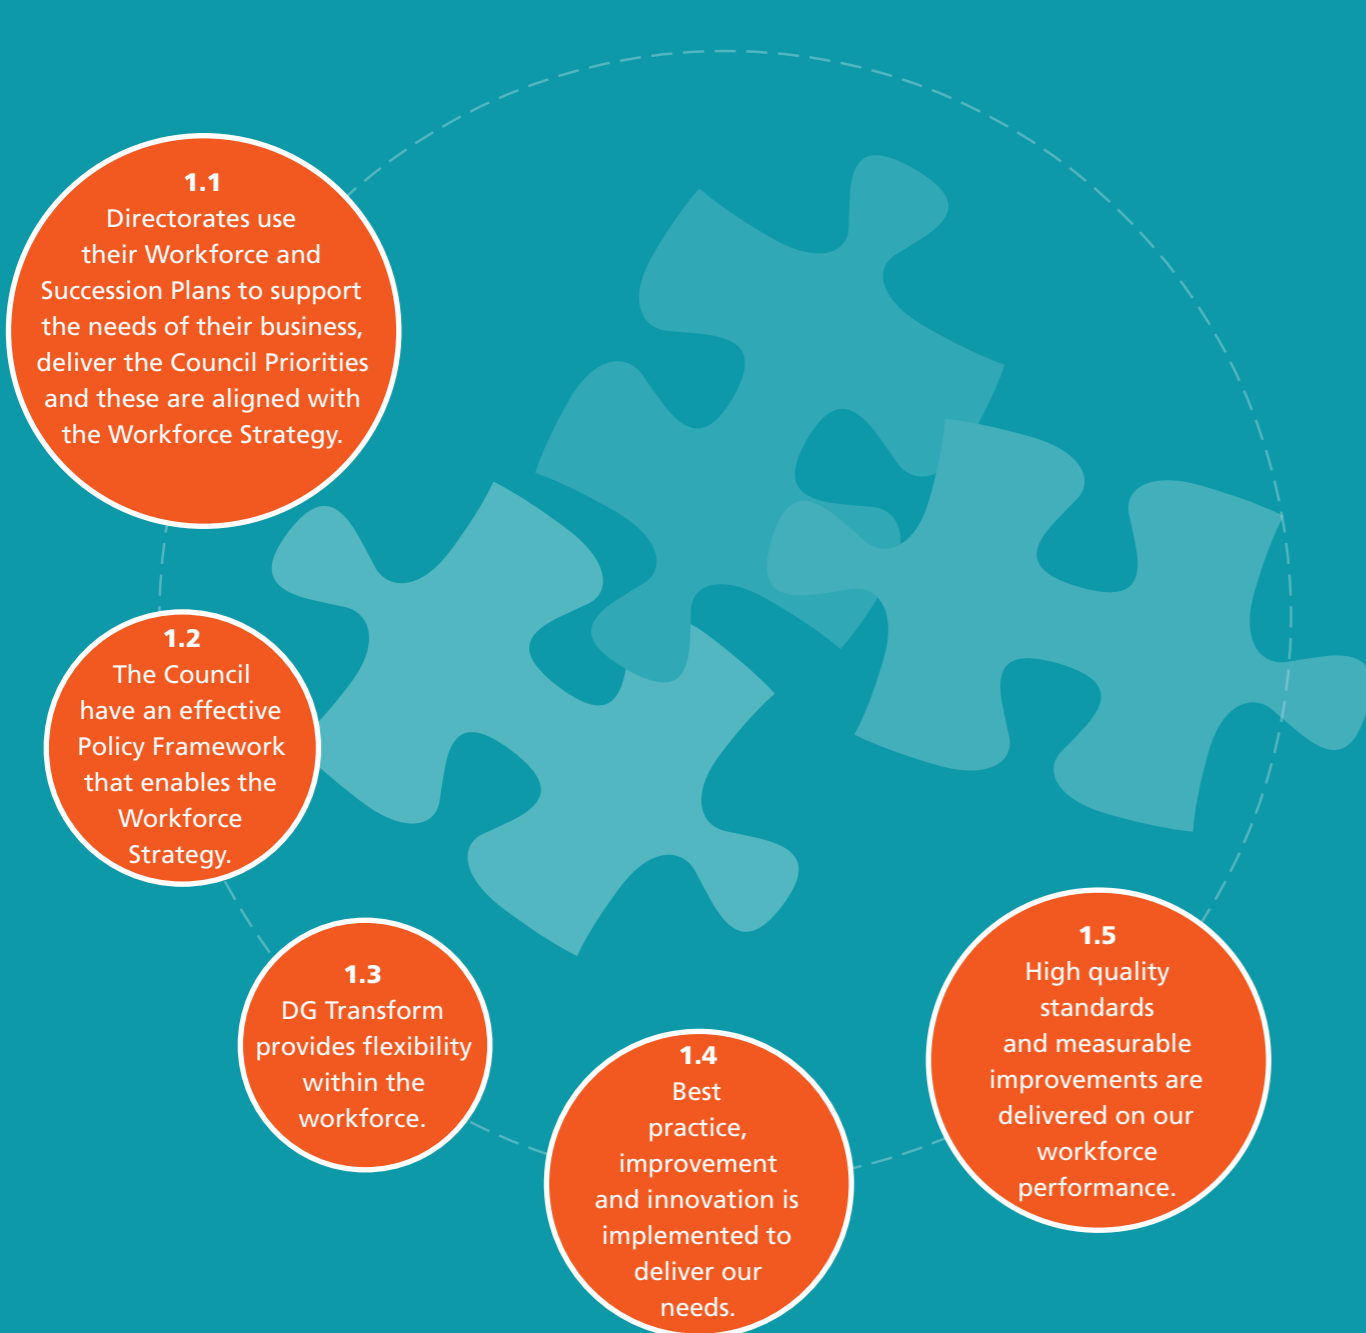 1.1
Directorates use
their Workforce and
Succession Plans to support
the needs of their business,
deliver the Council Priorities
and these are aligned with
the Workforce Strategy.
1.2
The Council
have an effective
Policy Framework
that enables the
Workforce
Strategy.
1.3
DG Transform
provides flexibility
within the
workforce.
1.4
Best
practice,
improvement
and innovation is
implemented to
deliver our
needs.
1.5
High quality
standards
and measurable
improvements are
delivered on our
workforce
performance.